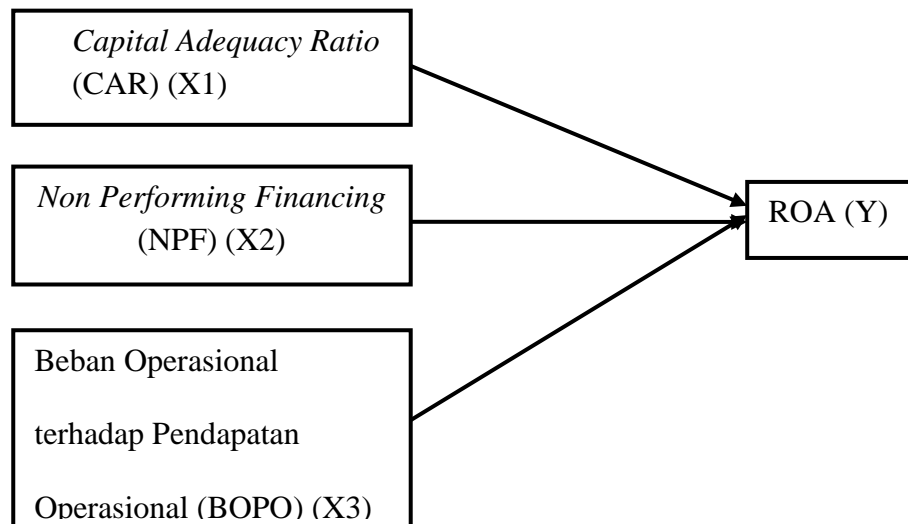 Capital Adequacy Ratio
(CAR) (X1)
Non Performing Financing
(NPF) (X2)
ROA (Y)
Beban Operasional
terhadap Pendapatan
Operasional (BOPO) (X3)